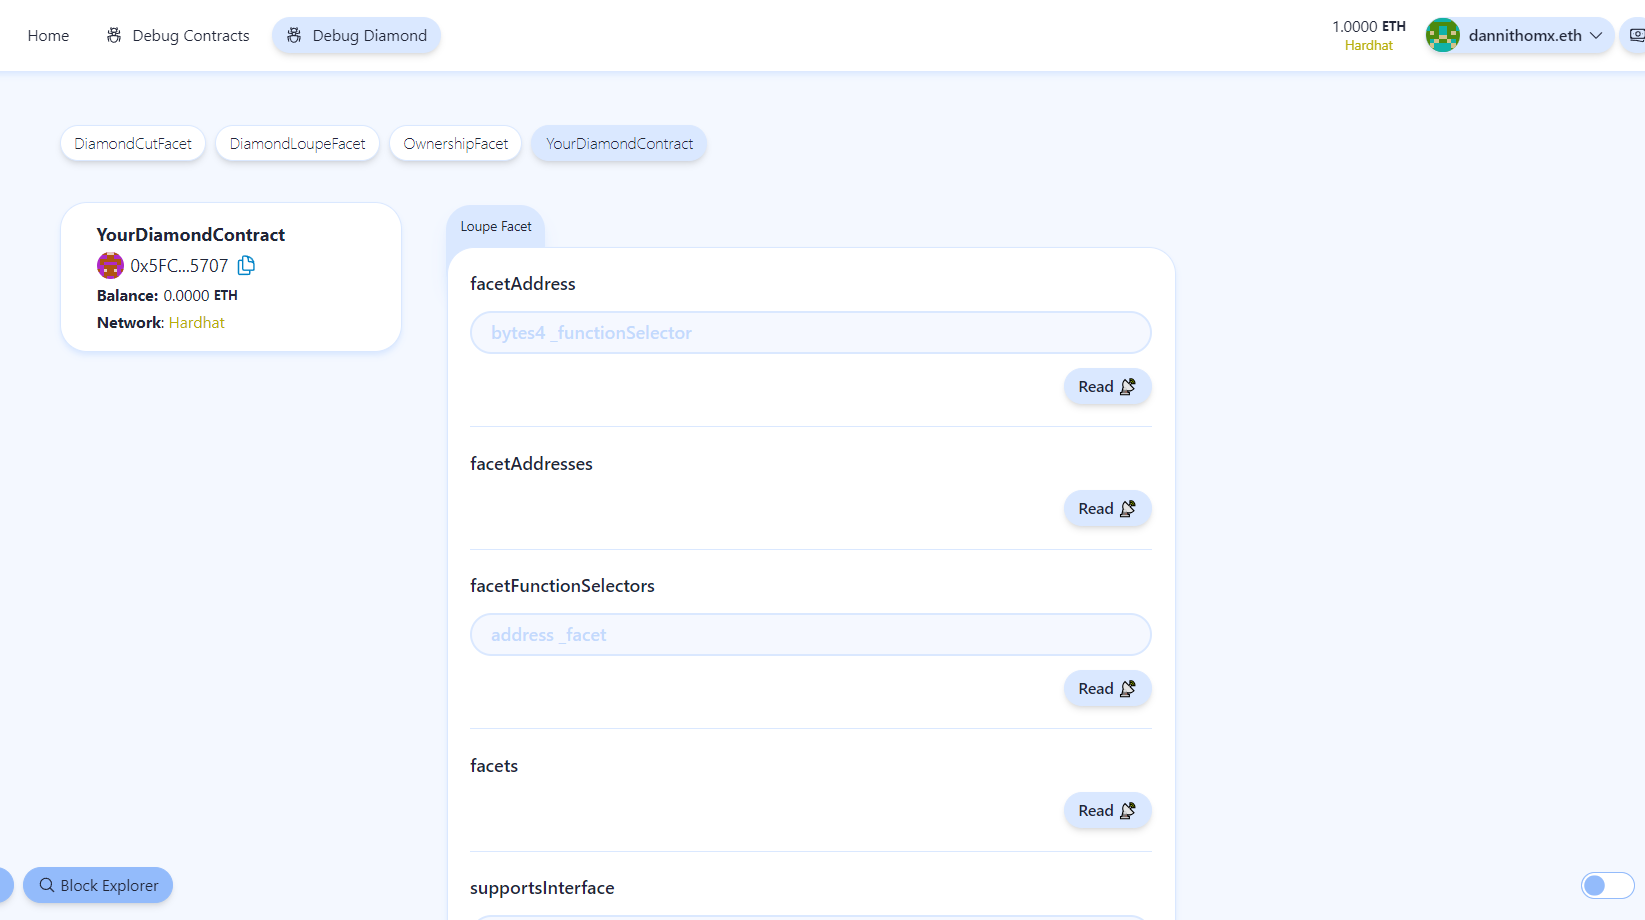 Home
Debug Contracts
Debug Diamond
1.0000 ETH
Hardhat
dannithomx.eth
DiamondCutFacet
DiamondLoupeFacet
OwnershipFacet
YourDiamondContract
YourDiamondContract
0x5FC...5707
Balance: 0.0000 ETH
Network: Hardhat
Loupe Facet
facetAddress
bytes4 _functionSelector
Read
facetAddresses
Read
facetFunctionSelectors
address _facet
Read
facets
Read
supportsInterface
Block Explorer